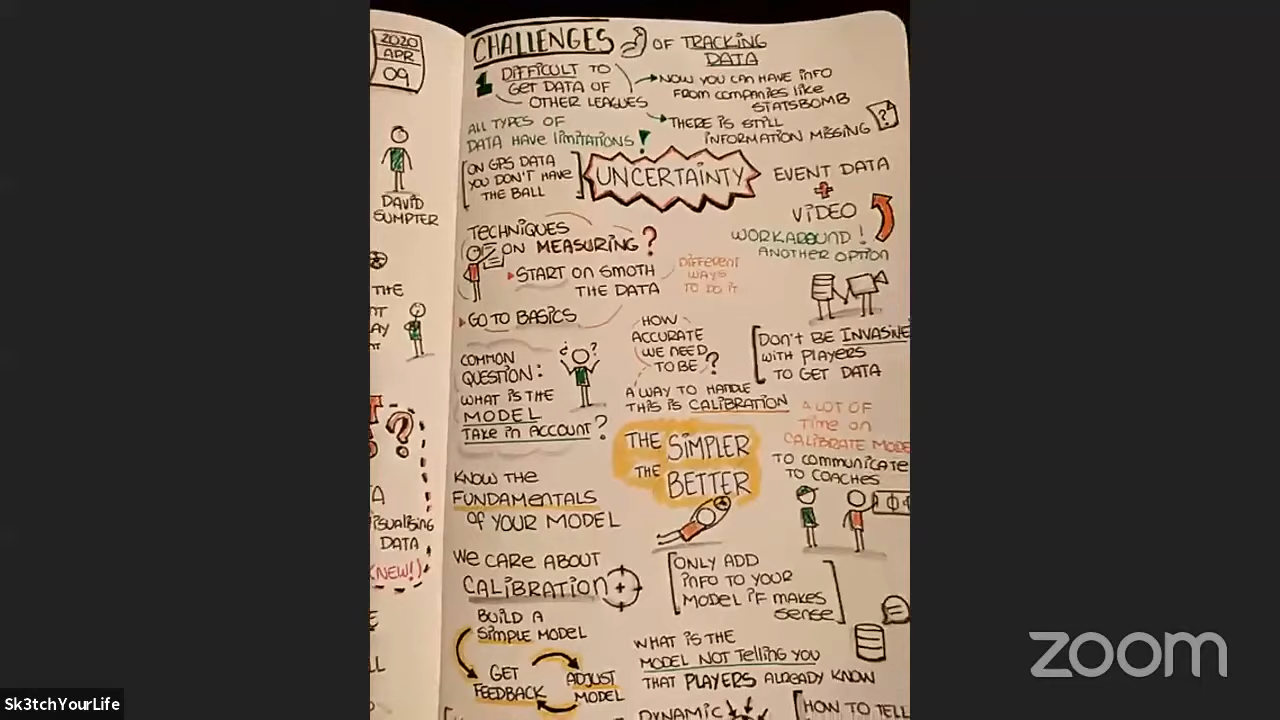 2020
APR
09
DAVID
SUMPTER
THE
DATA
(NEW!)
CHALLENGES OF TRACKING
DATA
1 DIFFICULT TO
GET DATA OF
OTHER LEAGUES
NOW YOU CAN HAVE INFO
FROM COMPANIES LIKE
STATSBOMB
THERE IS STILL
INFORMATION MISSING
?
ALL TYPES OF
DATA HAVE LIMITATIONS!
ON GPS DATA
YOU DON'T HAVE
THE BALL
UNCERTAINTY
EVENT DATA
+
VIDEO
WORKAROUND!
ANOTHER OPTION
TECHNIQUES
ON MEASURING?
START ON SMOTH
THE DATA
DIFFERENT
WAYS
TO DO IT
GO TO BASICS
HOW
ACCURATE
WE NEED
TO BE?
A WAY TO HANDLE
THIS IS CALIBRATION
DON'T BE INVASIVE
WITH PLAYERS
TO GET DATA
COMMON
QUESTION:
WHAT IS THE
MODEL
TAKE IN ACCOUNT?
¿ ?
THE SIMPLER
THE BETTER
A LOT OF
TIME ON
CALIBRATE MODE
TO COMMUNICATE
TO COACHES
KNOW THE
FUNDAMENTALS
OF YOUR MODEL
WE CARE ABOUT
CALIBRATION
ONLY ADD
INFO TO YOUR
MODEL IF MAKES
SENSE
BUILD A
SIMPLE MODEL
GET
FEEDBACK
ADJUST
MODEL
WHAT IS THE
MODEL NOT TELLING YOU
THAT PLAYERS ALREADY KNOW
DYNAMIC
HOW TO TELL
Sk3tchYourLife
zoom